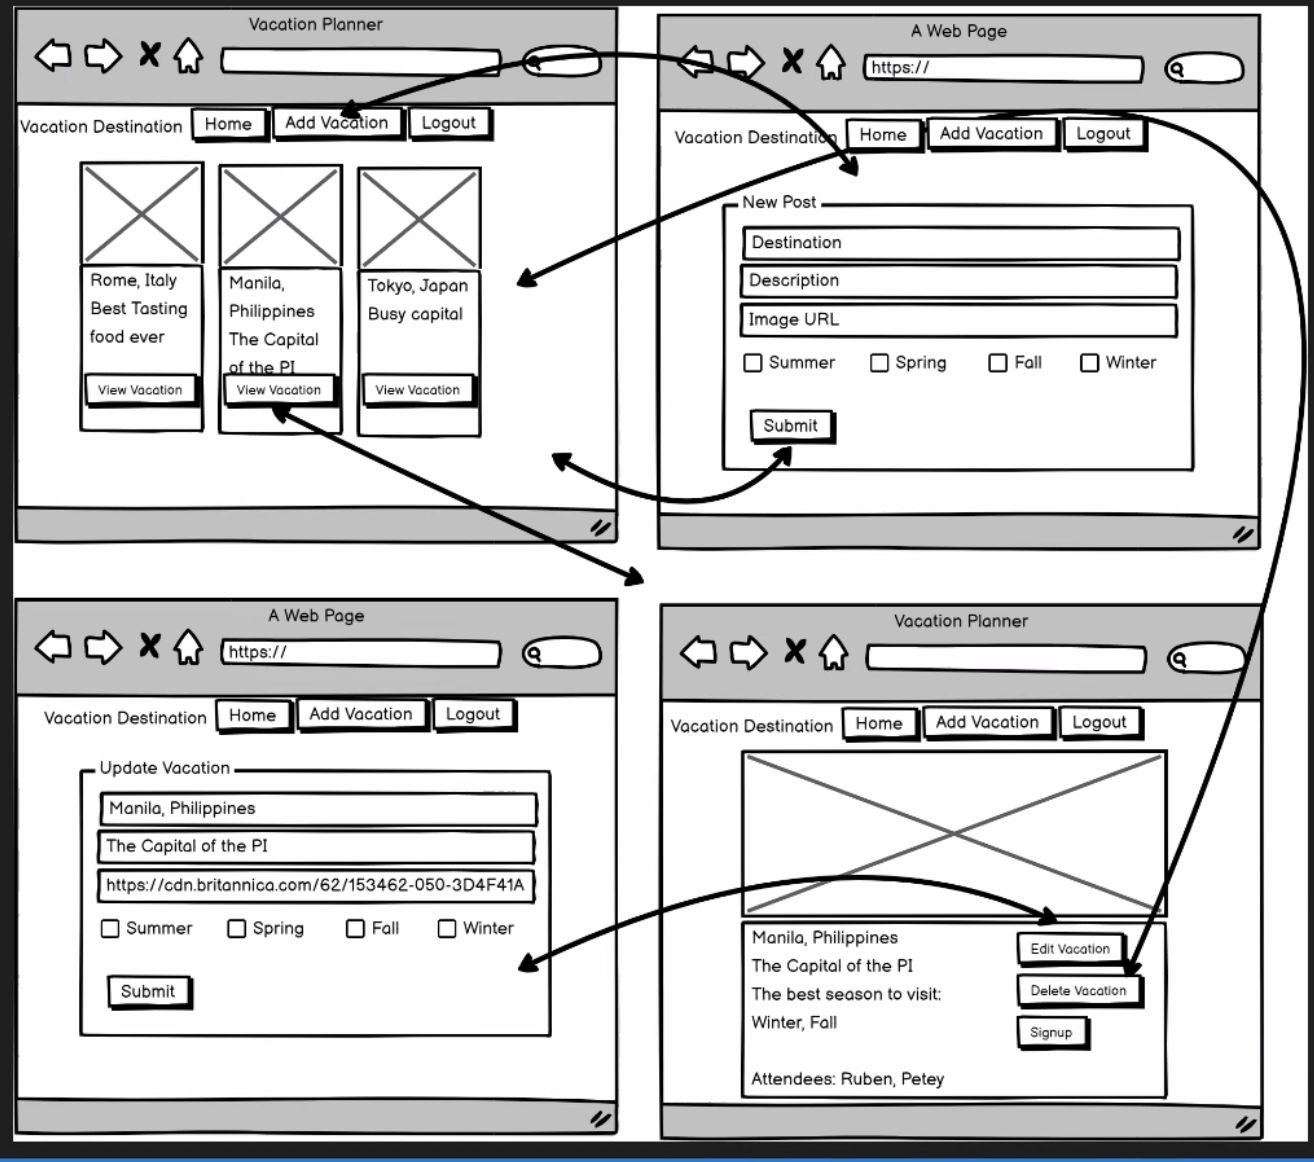 Vacation Planner
Vacation Destination Home Add Vacation Logout
Rome, Italy
Best Tasting
food ever
View Vacation
Manila,
Philippines
The Capital
of the PI
View Vacation
Tokyo, Japan
Busy capital
View Vacation
A Web Page
https://
Vacation Destination Home Add Vacation Logout
New Post
Destination
Description
Image URL
Summer Spring Fall Winter
Submit
A Web Page
https://
Vacation Destination Home Add Vacation Logout
Update Vacation
Manila, Philippines
The Capital of the PI
https://cdn.britannica.com/62/153462-050-3D4F41A
Summer Spring Fall Winter
Submit
Vacation Planner
Vacation Destination Home Add Vacation Logout
Manila, Philippines
The Capital of the PI
The best season to visit:
Winter, Fall
Attendees: Ruben, Petey
Edit Vacation
Delete Vacation
Signup